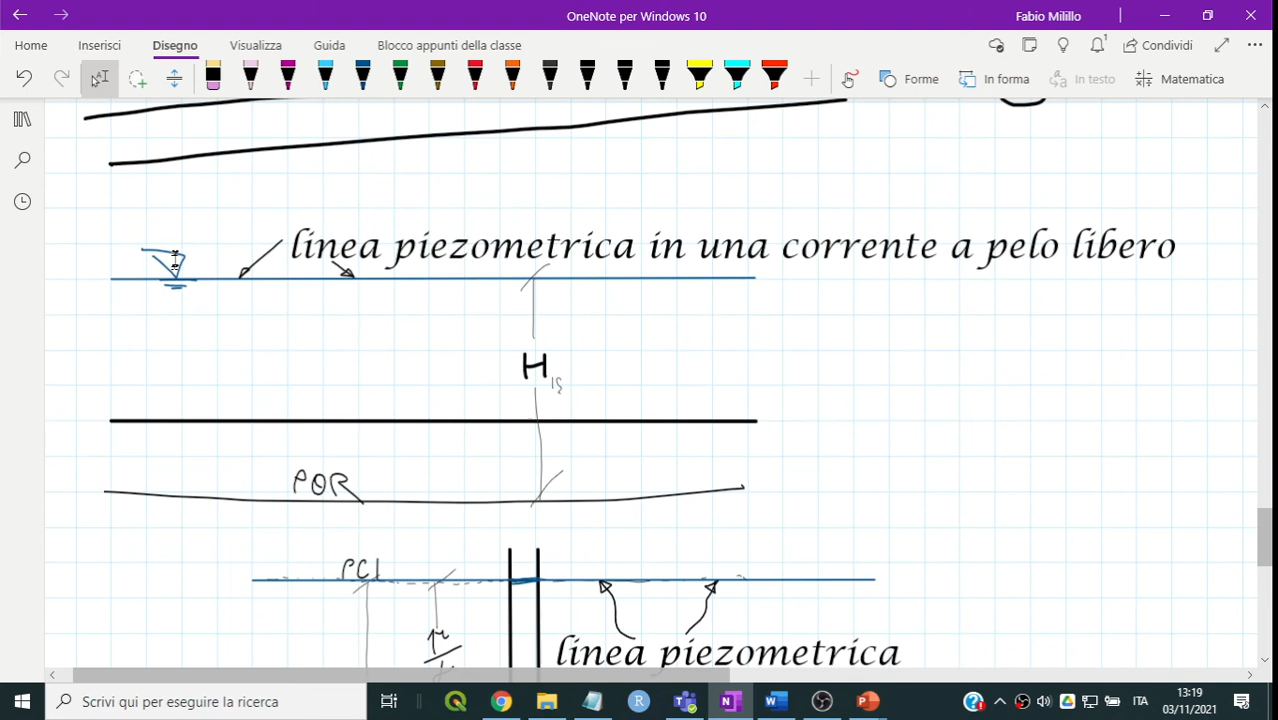 OneNote per Windows 10
Fabio Milillo
Home Inserisci Disegno Visualizza Guida Blocco appunti della classe
Condividi
Forme In forma In testo Matematica
linea piezometrica in una corrente a pelo libero
H
PCI
linea piezometrica
Scrivi qui per eseguire la ricerca
ITA
13:19
03/11/2021